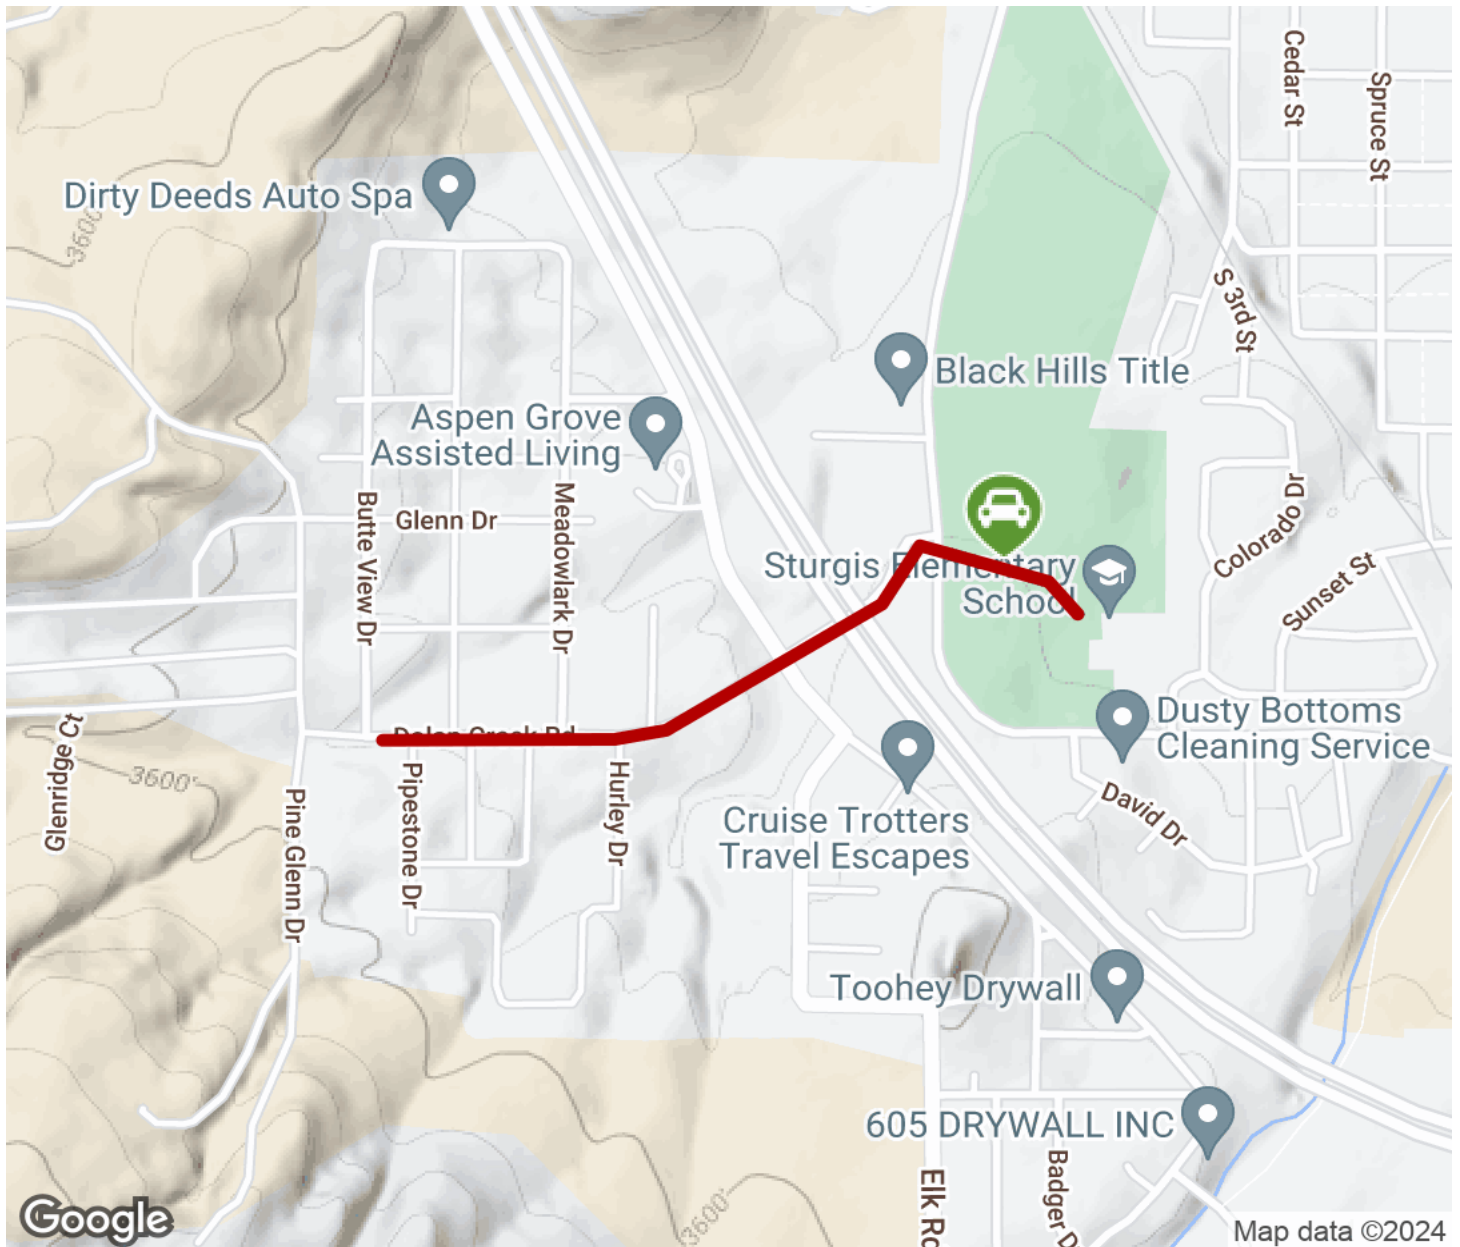 Cedar St
Spruce St
Dirty Deeds Auto Spa
3600'
S 3rd St
Black Hills Title
Aspen Grove
Assisted Living
Butte View Dr
Glenn Dr
Meadowlark Dr
Colorado Dr
Sturgis Elementary
School
Sunset St
Dusty Bottoms
Cleaning Service
Glenridge Ct
3600'
Pine Glenn Dr
Pipestone Dr
Hurley Dr
David Dr
Cruise Trotters
Travel Escapes
Toohey Drywall
605 DRYWALL INC
Elk Ro
Badger D
3600'
Google
Map data ©2024